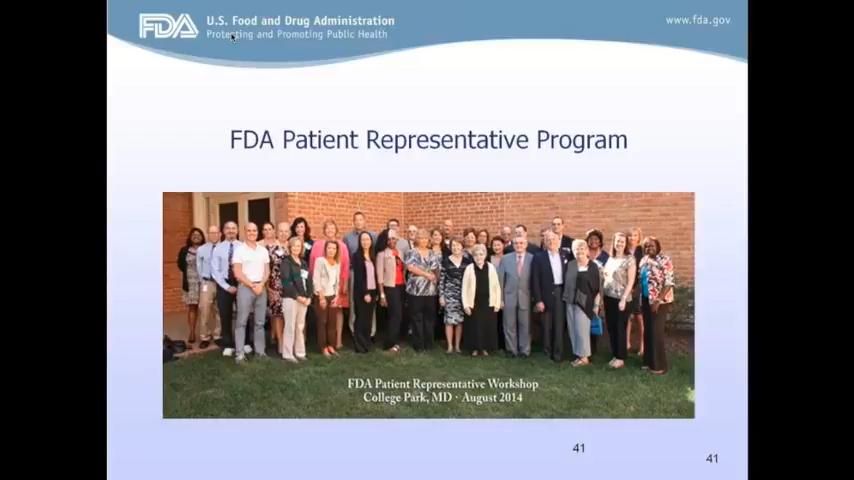 FDA
U.S. Food and Drug Administration
Protecting and Promoting Public Health
www.fda.gov
FDA Patient Representative Program
FDA Patient Representative Workshop
College Park, MD · August 2014
41
41